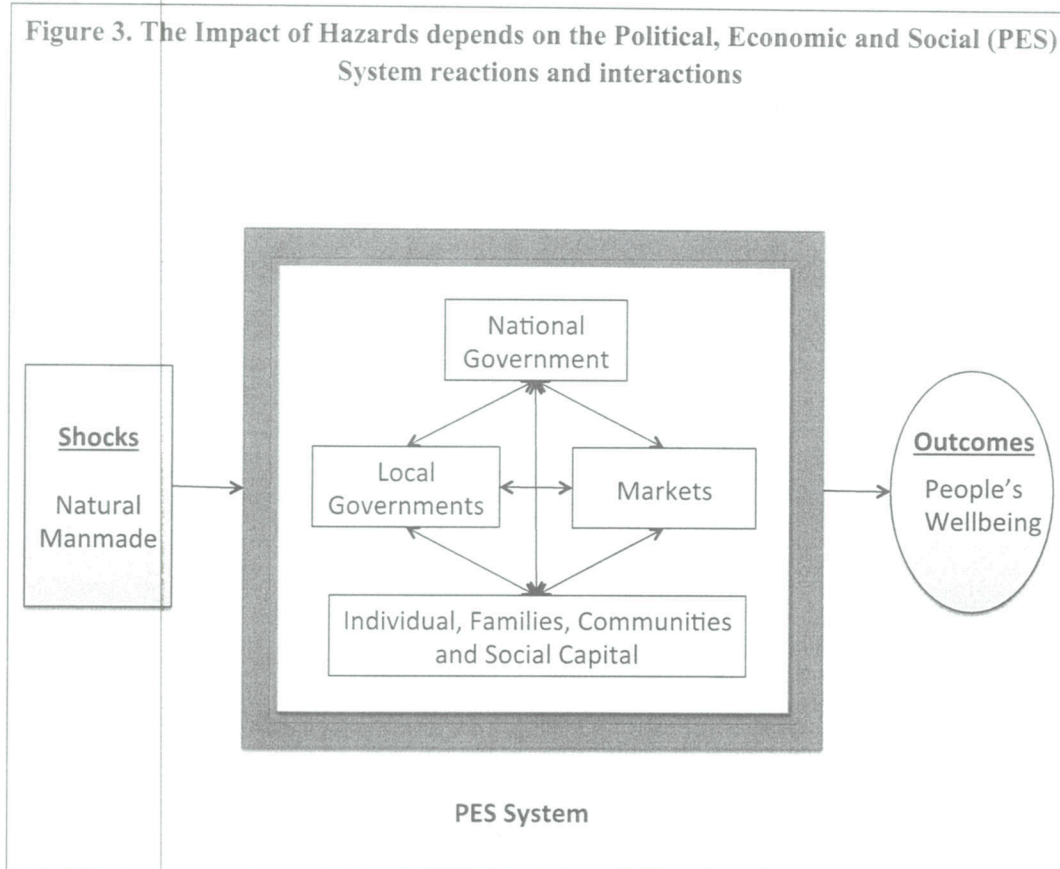 Figure 3. The Impact of Hazards depends on the Political, Economic and Social (PES)
System reactions and interactions
Shocks
Natural
Manmade
National
Government
Local
Governments
Markets
Individual, Families, Communities
and Social Capital
Outcomes
People's
Wellbeing
PES System